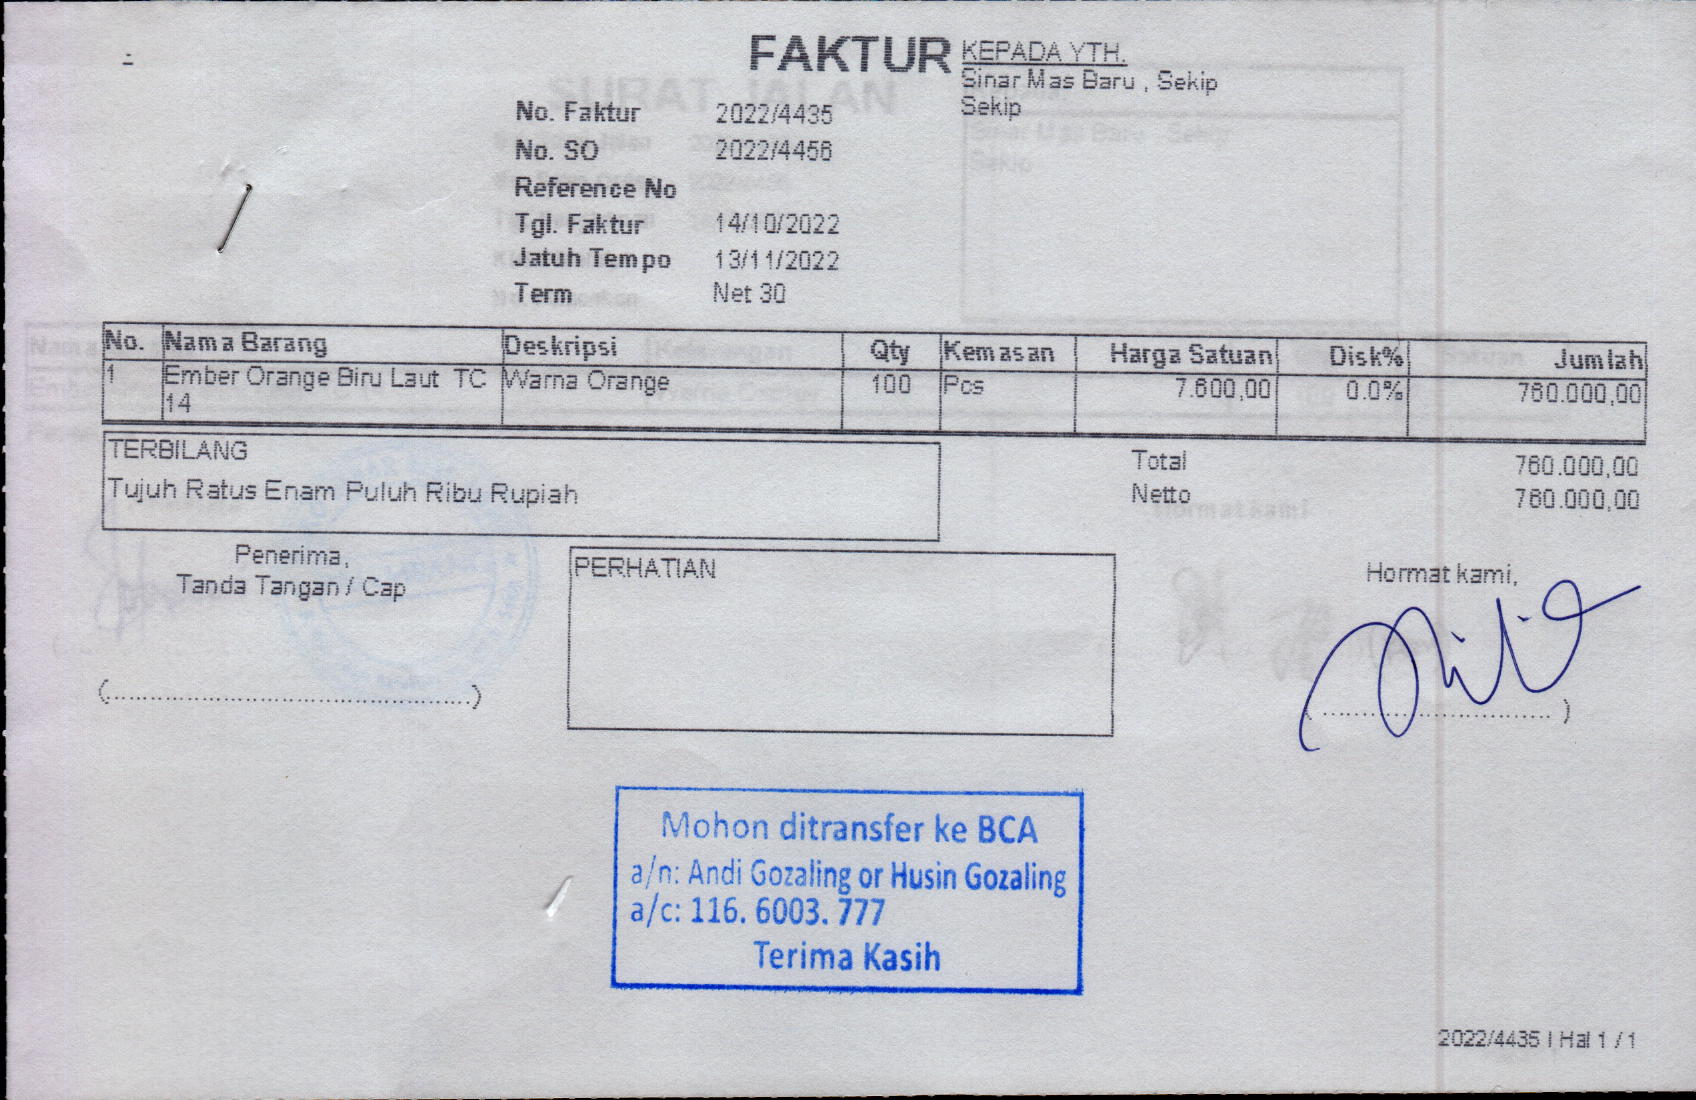 FAKTUR
KEPADA YTH.
Sinar Mas Baru , Sekip
Sekip
No. Faktur 2022/4435
No. SO 2022/4456
Reference No
Tgl. Faktur 14/10/2022
Jatuh Tempo 13/11/2022
Term Net 30
No. Nama Barang Deskripsi Qty Kemasan Harga Satuan Disk% Jumlah
1 Ember Orange Biru Laut TC 14 Warna Orange 100 Pcs 7.600,00 0.0% 760.000,00
TERBILANG
Tujuh Ratus Enam Puluh Ribu Rupiah
Total 760.000,00
Netto 760.000,00
Penerima,
Tanda Tangan / Cap
(................................................)
PERHATIAN
Hormat kami,
( ............................. )
Mohon ditransfer ke BCA
a/n: Andi Gozaling or Husin Gozaling
a/c: 116. 6003. 777
Terima Kasih
2022/4435 | Hal 1 / 1